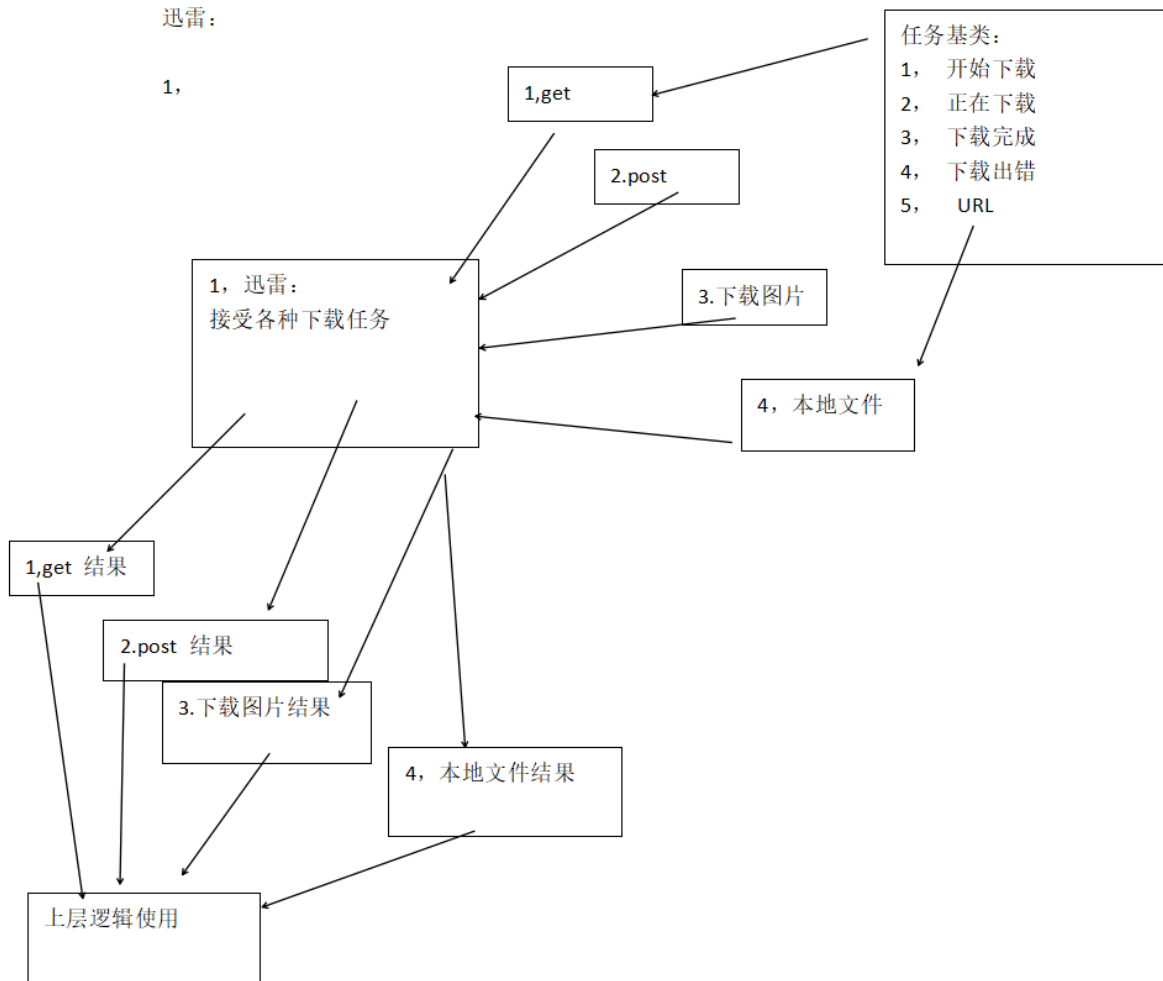 迅雷：
1，
任务基类：
1， 开始下载
2， 正在下载
3， 下载完成
4， 下载出错
5， URL
1,get
2.post
3.下载图片
4，本地文件
1，迅雷：
接受各种下载任务
1,get 结果
2.post 结果
3.下载图片结果
4，本地文件结果
上层逻辑使用